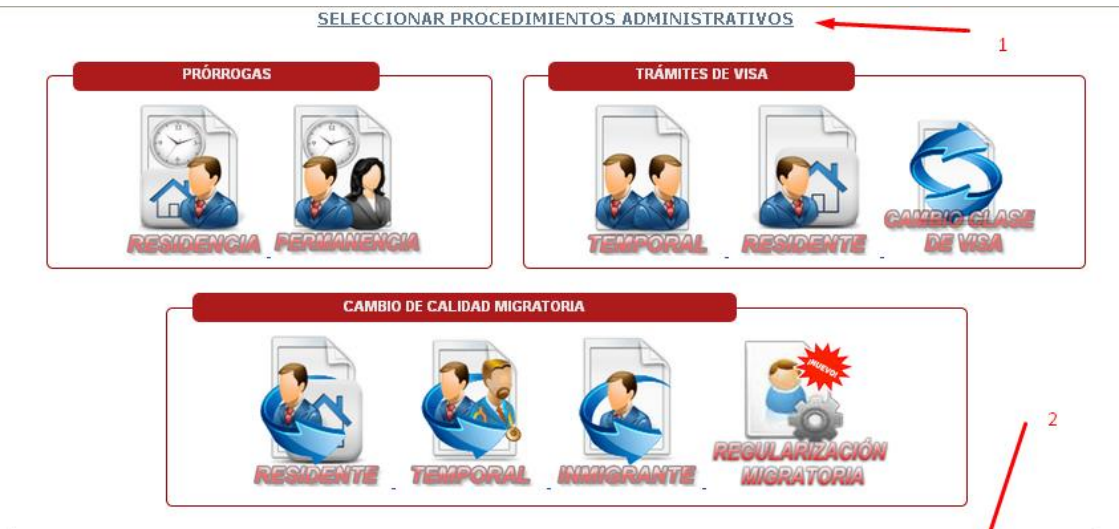 SELECCIONAR PROCEDIMIENTOS ADMINISTRATIVOS
1
PRÓRROGAS
RESIDENCIA PERMANENCIA
TRÁMITES DE VISA
TEMPORAL RESIDENTE CAMBIO CLASE
DE VISA
CAMBIO DE CALIDAD MIGRATORIA
¡NUEVO!
RESIDENTE TEMPORAL INMIGRANTE REGULARIZACIÓN
MIGRATORIA
2